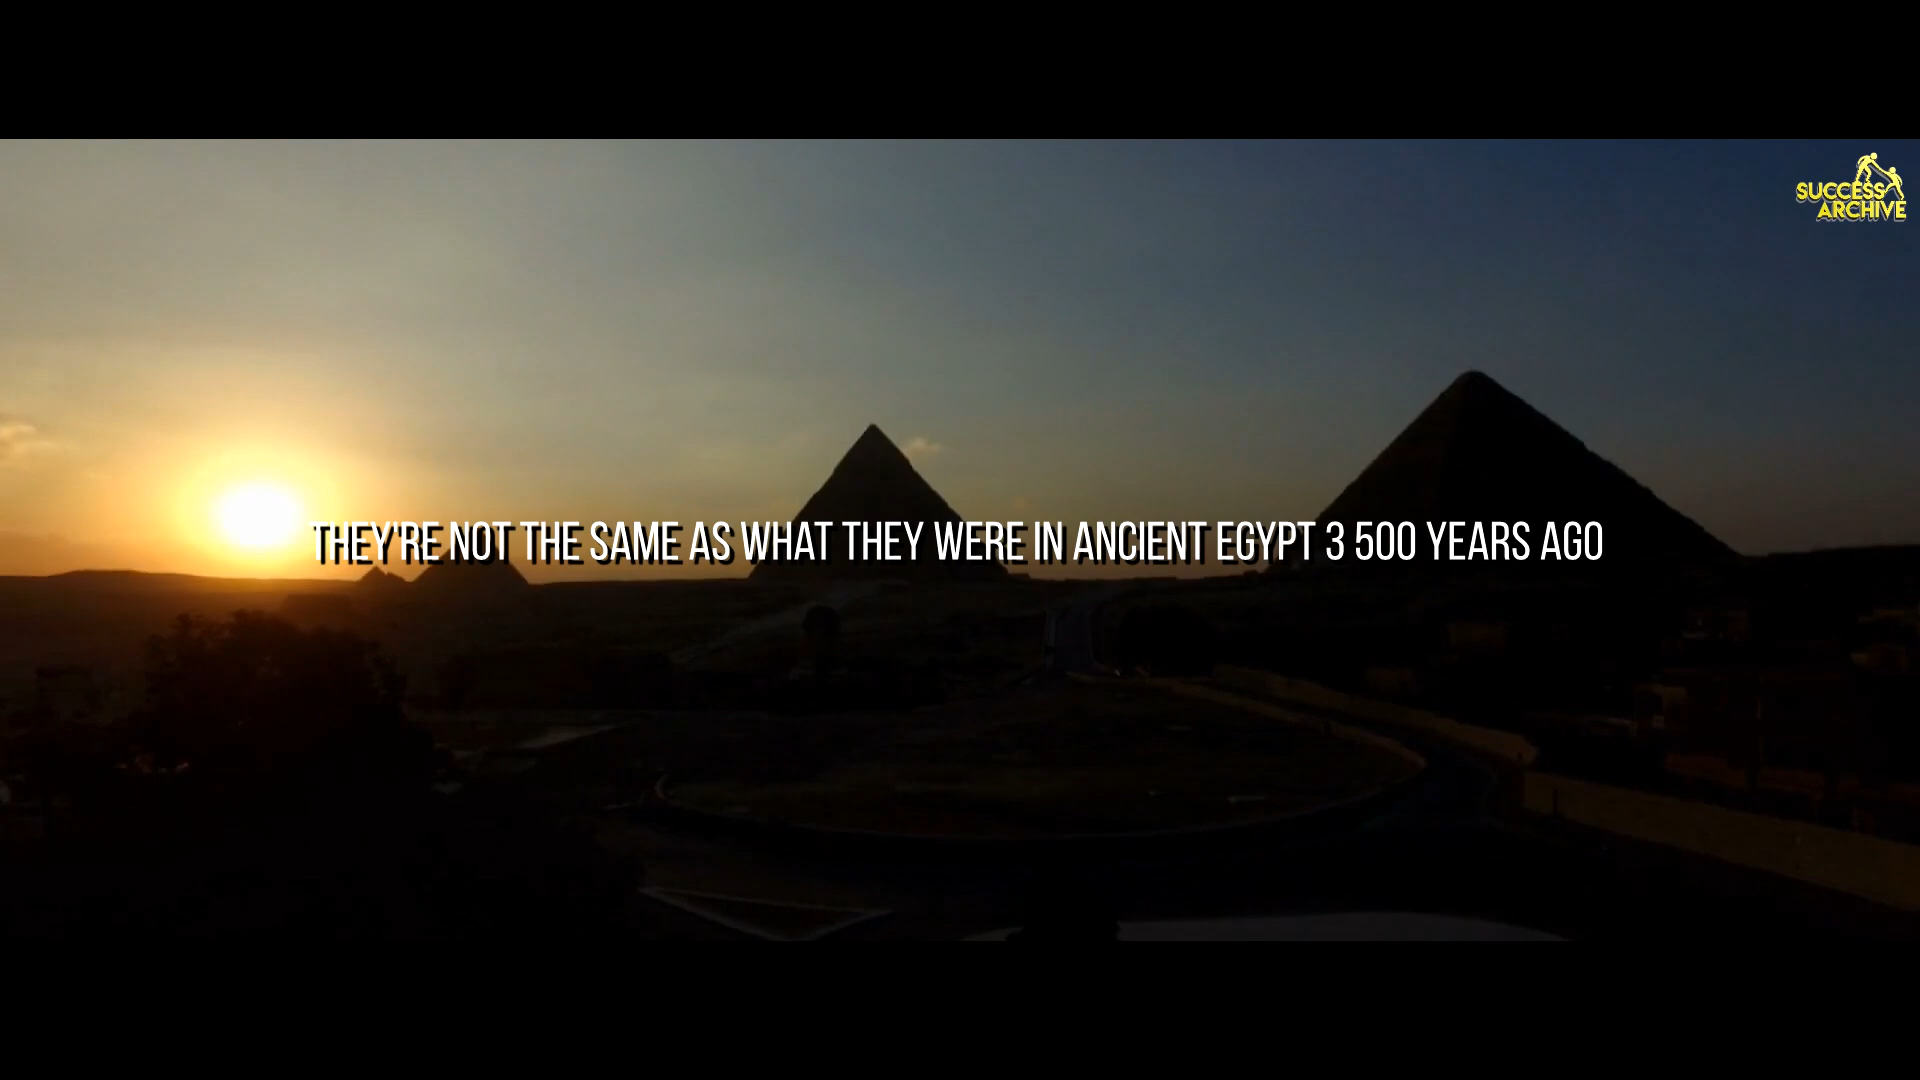 SUCCESS
ARCHIVE
THEY'RE NOT THE SAME AS WHAT THEY WERE IN ANCIENT EGYPT 3 500 YEARS AGO